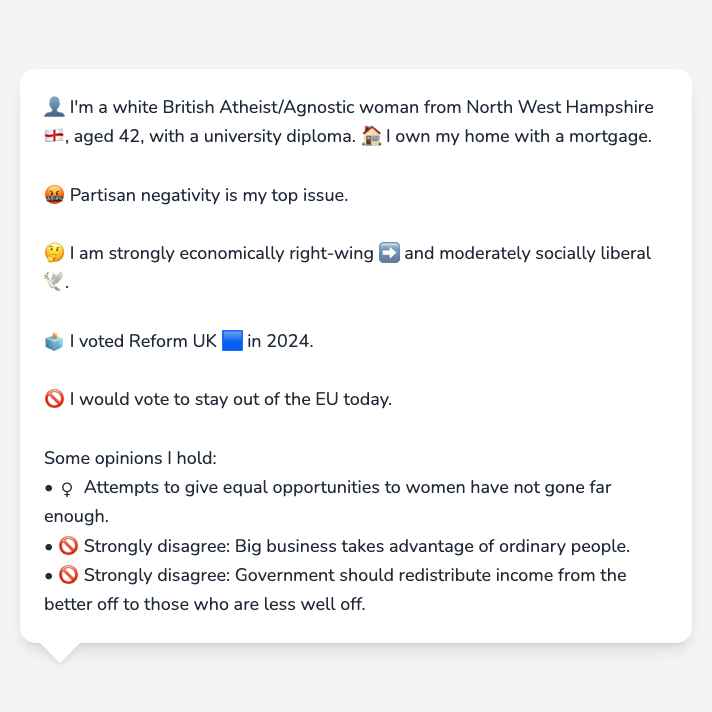 👤 I'm a white British Atheist/Agnostic woman from North West Hampshire
🏴󠁧󠁢󠁥󠁮󠁧󠁿, aged 42, with a university diploma. 🏠 I own my home with a mortgage.
🤬 Partisan negativity is my top issue.
🤔 I am strongly economically right-wing ➡️ and moderately socially liberal
🕊️.
🗳️ I voted Reform UK 🟦 in 2024.
🚫 I would vote to stay out of the EU today.
Some opinions I hold:
• ♀ Attempts to give equal opportunities to women have not gone far
enough.
• 🚫 Strongly disagree: Big business takes advantage of ordinary people.
• 🚫 Strongly disagree: Government should redistribute income from the
better off to those who are less well off.